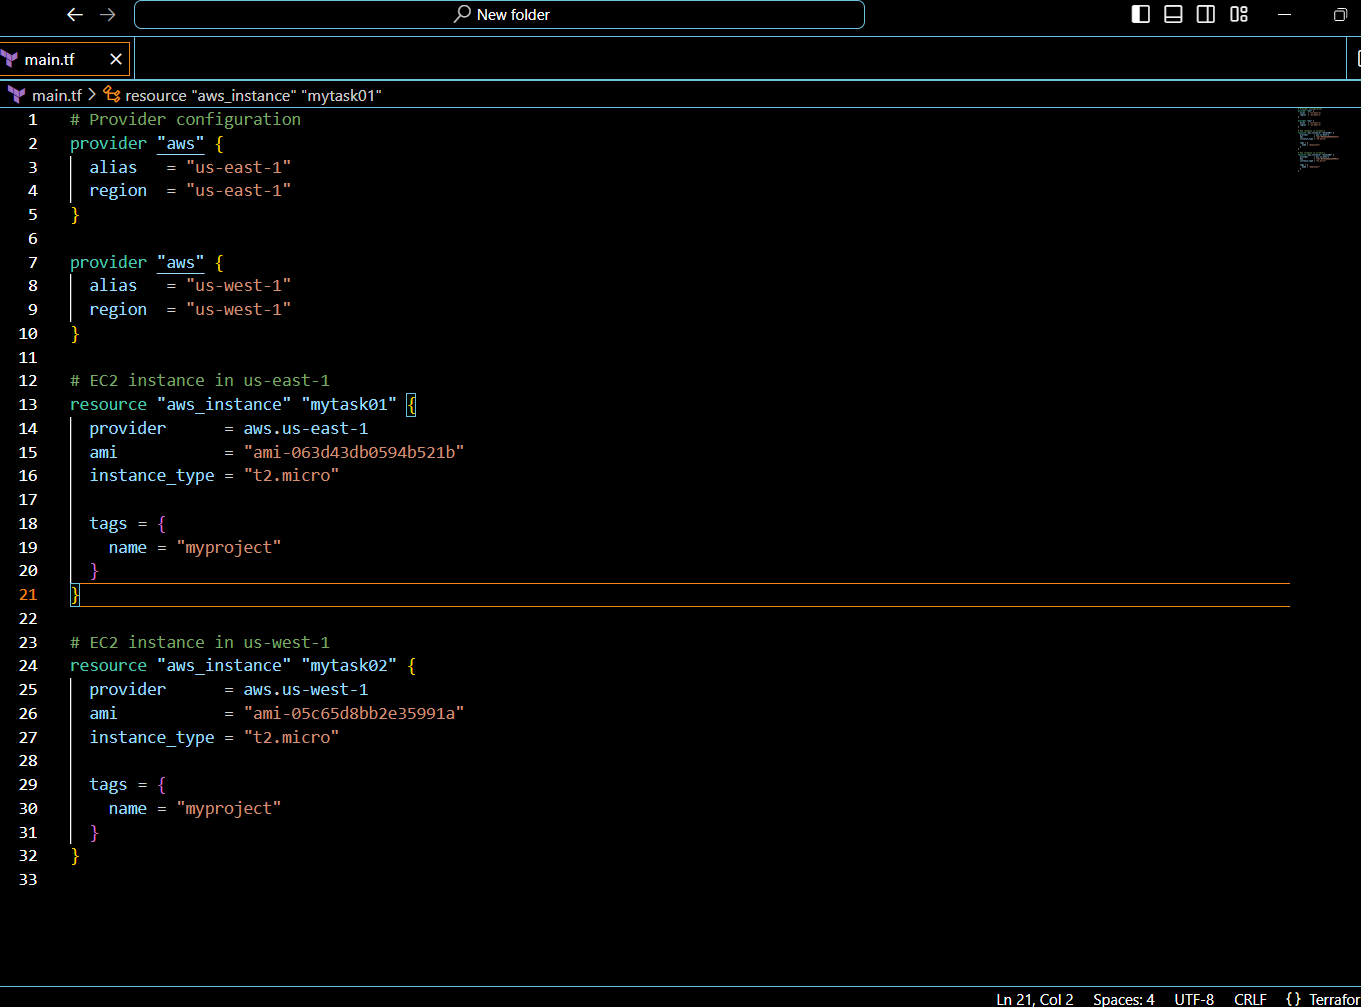 New folder
main.tf
main.tf > resource "aws_instance" "mytask01"
1 # Provider configuration
2 provider "aws" {
3   alias   = "us-east-1"
4   region  = "us-east-1"
5 }
6
7 provider "aws" {
8   alias   = "us-west-1"
9   region  = "us-west-1"
10 }
11
12 # EC2 instance in us-east-1
13 resource "aws_instance" "mytask01" {
14   provider      = aws.us-east-1
15   ami           = "ami-063d43db0594b521b"
16   instance_type = "t2.micro"
17
18   tags = {
19     name = "myproject"
20   }
21 }
22
23 # EC2 instance in us-west-1
24 resource "aws_instance" "mytask02" {
25   provider      = aws.us-west-1
26   ami           = "ami-05c65d8bb2e35991a"
27   instance_type = "t2.micro"
28
29   tags = {
30     name = "myproject"
31   }
32 }
33
Ln 21, Col 2 Spaces: 4 UTF-8 CRLF {} Terrafor